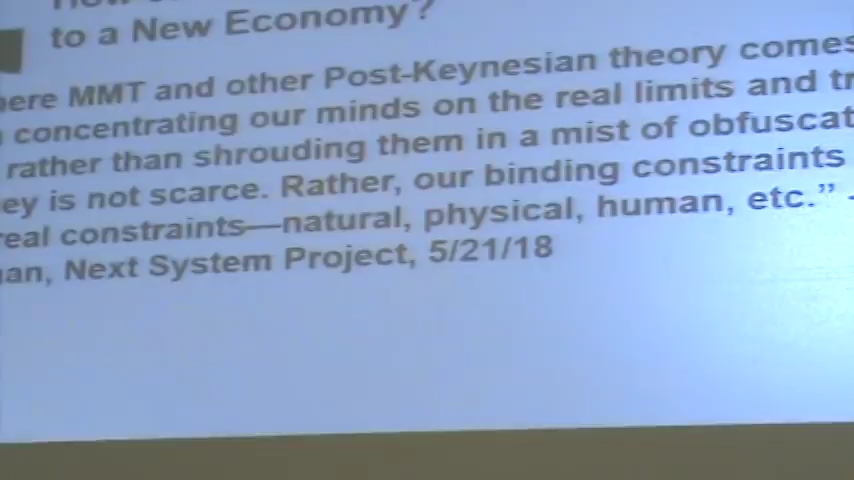 to a New Economy?
ere MMT and other Post-Keynesian theory comes
concentrating our minds on the real limits and tr
rather than shrouding them in a mist of obfuscat
ey is not scarce. Rather, our binding constraints
real constraints—natural, physical, human, etc.”
an, Next System Project, 5/21/18